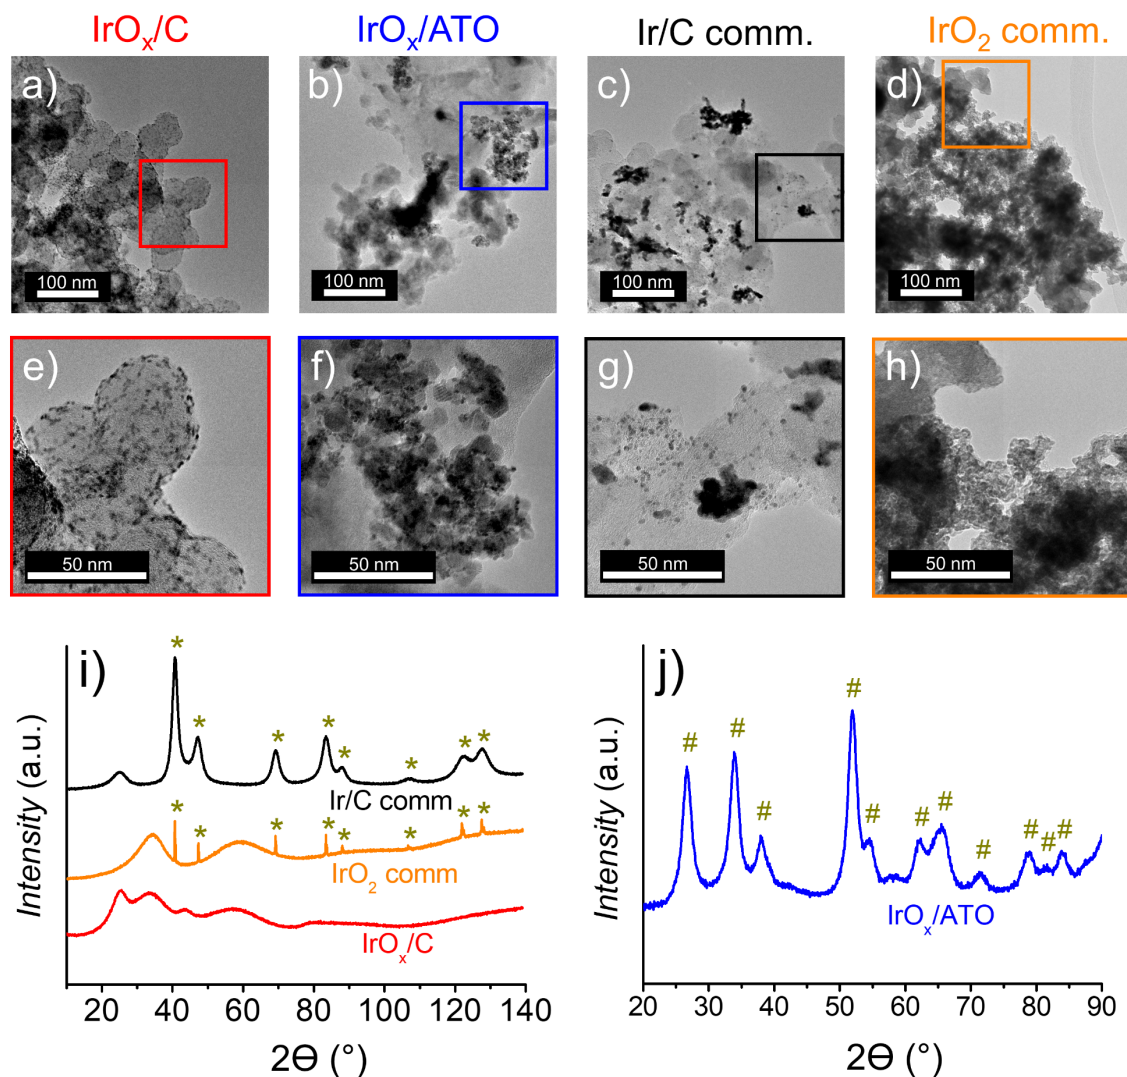 IrOₓ/C IrOₓ/ATO Ir/C comm. IrO₂ comm.
a) b) c) d)
100 nm 100 nm 100 nm 100 nm
e) f) g) h)
50 nm 50 nm 50 nm 50 nm
i)
Intensity (a.u.)
* * * * * * * *
Ir/C comm
* * * * * * * *
IrO₂ comm
IrOₓ/C
20 40 60 80 100 120 140
2Θ (°)
j)
Intensity (a.u.)
# # # # # # # # # # #
IrOₓ/ATO
20 30 40 50 60 70 80 90
2Θ (°)